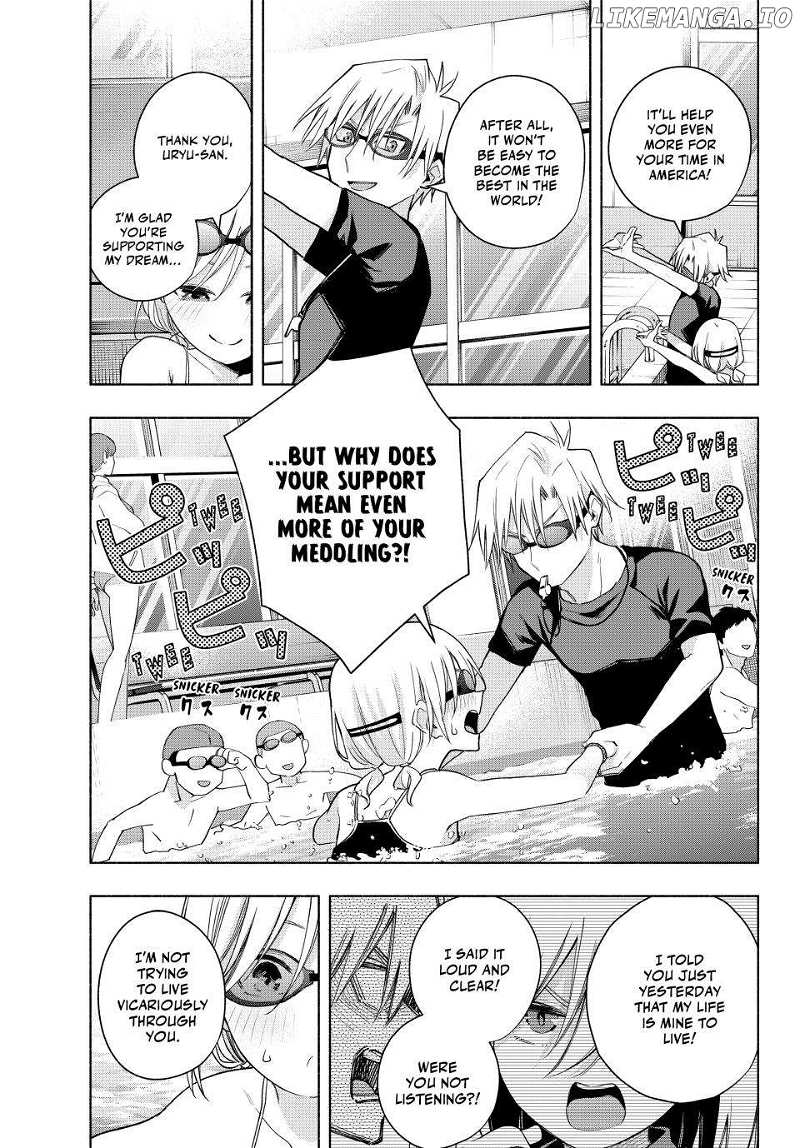 LIKEMANGA.IO
IT'LL HELP
YOU EVEN
MORE FOR
YOUR TIME IN
AMERICA!
AFTER ALL,
IT WON'T
BE EASY TO
BECOME THE
BEST IN THE
WORLD!
THANK YOU,
URYU-SAN.
I'M GLAD
YOU'RE
SUPPORTING
MY DREAM...
...BUT WHY DOES
YOUR SUPPORT
MEAN EVEN
MORE OF YOUR
MEDDLING?!
ピピッ
TWEE
TWEE
ピッ
SNICKER
クス
ピピッ
TWEE
ピピッ
TWEE
SNICKER
クス
SNICKER
クス
I TOLD
YOU JUST
YESTERDAY
THAT MY LIFE
IS MINE TO
LIVE!
I SAID IT
LOUD AND
CLEAR!
WERE
YOU NOT
LISTENING?!
I'M NOT
TRYING
TO LIVE
VICARIOUSLY
THROUGH
YOU.